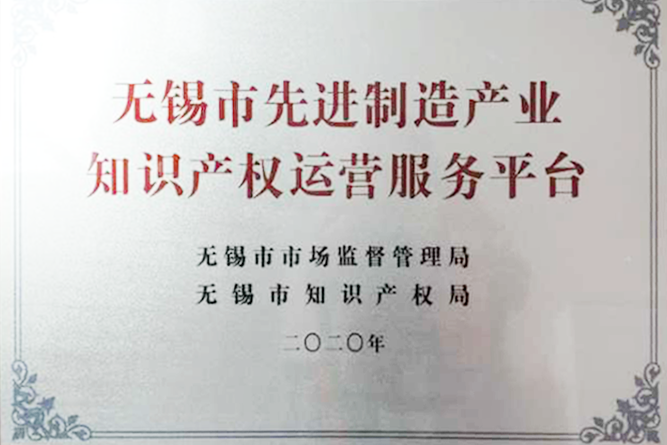 无锡市先进制造产业
知识产权运营服务平台
无锡市市场监督管理局
无锡市知识产权局
二〇二〇年